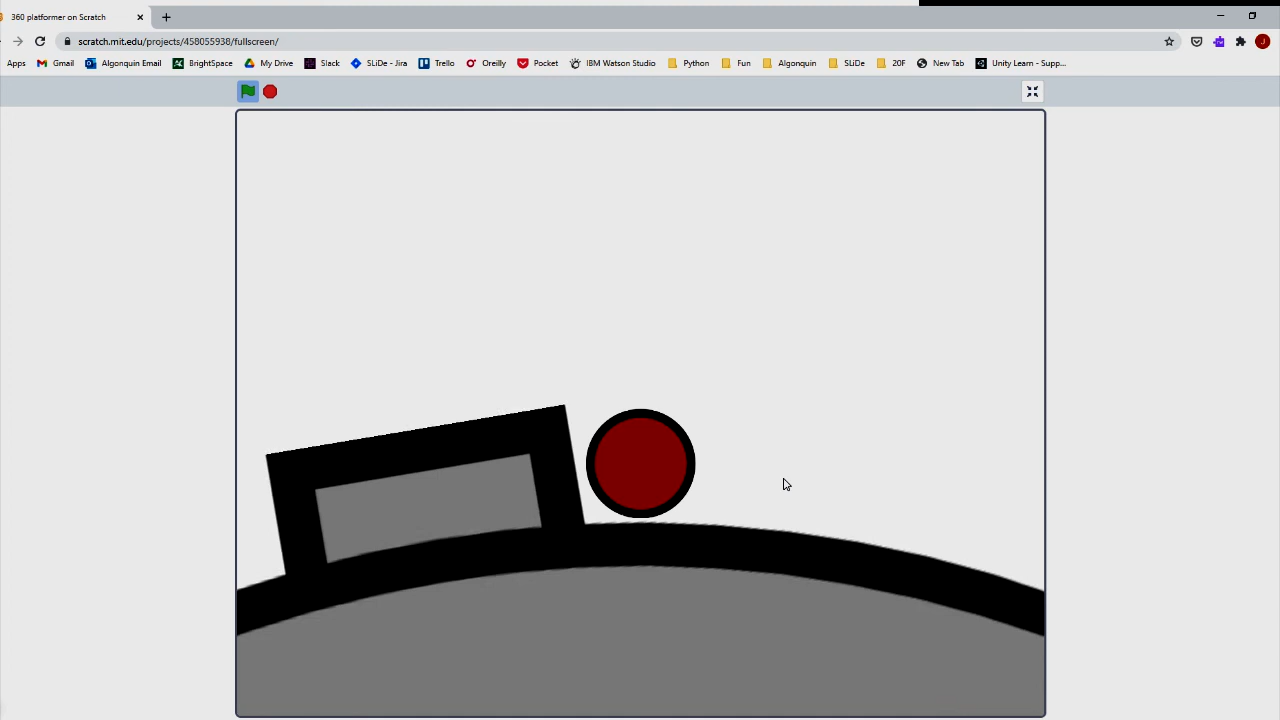 360 platformer on Scratch
scratch.mit.edu/projects/458055938/fullscreen/
J
Apps Gmail Algonquin Email BrightSpace My Drive Slack SLiDe - Jira Trello Oreilly Pocket IBM Watson Studio Python Fun Algonquin SLiDe 20F New Tab Unity Learn - Supp...